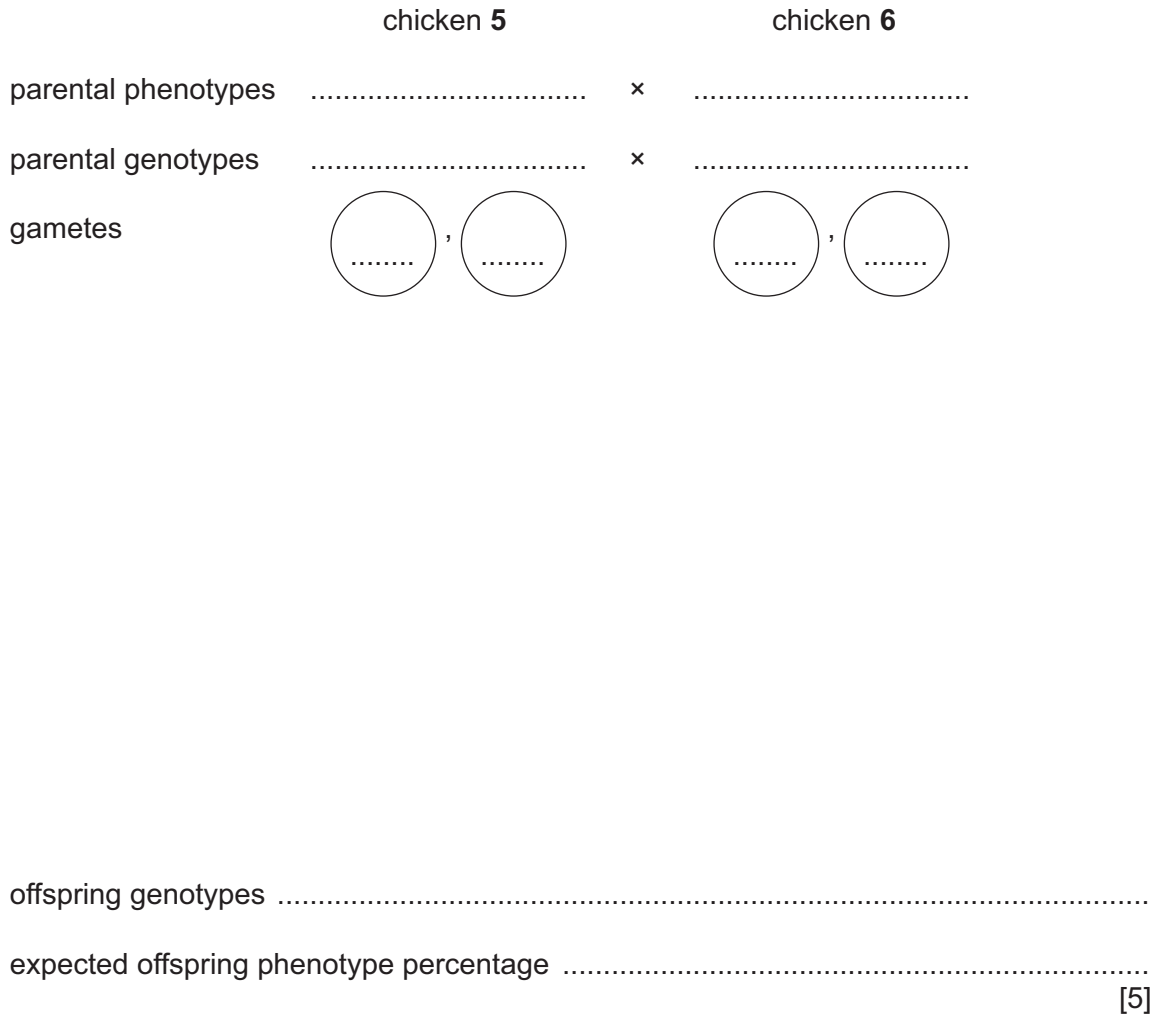 chicken 5 chicken 6
parental phenotypes .................................. × ..................................
parental genotypes .................................. × ..................................
gametes ........ , ........ ........ , ........
offspring genotypes ............................................................................................................
expected offspring phenotype percentage ........................................................................
[5]